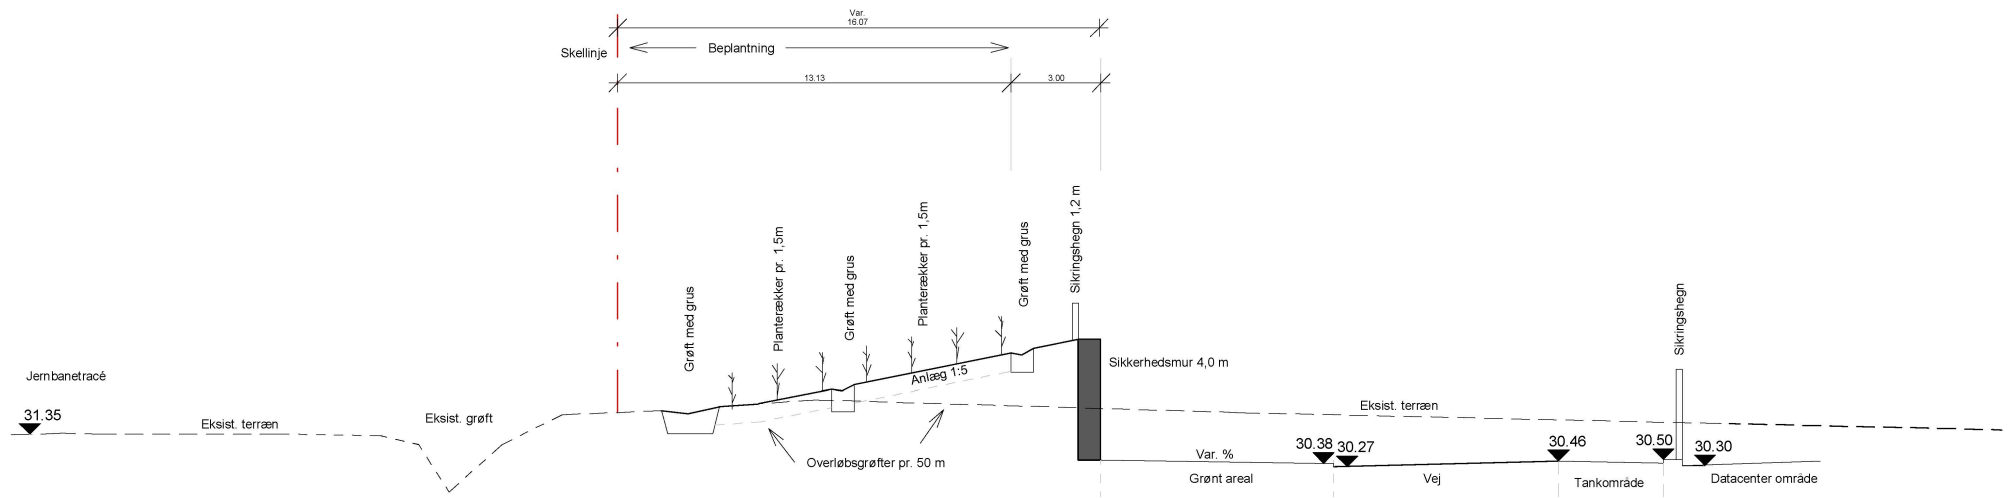 Var.
16.07
Skellinje
Beplantning
13.13
3.00
Grøft med grus
Planterækker pr. 1,5m
Grøft med grus
Planterækker pr. 1,5m
Grøft med grus
Sikringshegn 1,2 m
Sikringshegn
Anlæg 1:5
Sikkerhedsmur 4,0 m
Jernbanetracé
31.35
Eksist. terræn
Eksist. grøft
Eksist. terræn
Overløbsgrøfter pr. 50 m
Var. %
30.38
30.27
30.46
30.50
30.30
Grønt areal
Vej
Tankområde
Datacenter område